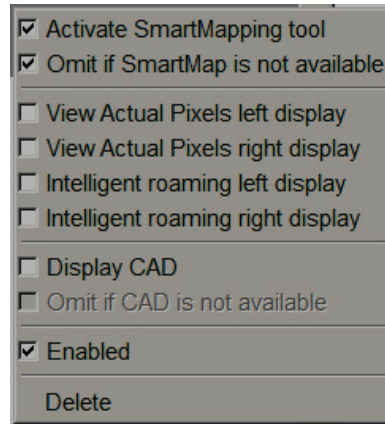 Activate SmartMapping tool
Omit if SmartMap is not available
View Actual Pixels left display
View Actual Pixels right display
Intelligent roaming left display
Intelligent roaming right display
Display CAD
Omit if CAD is not available
Enabled
Delete